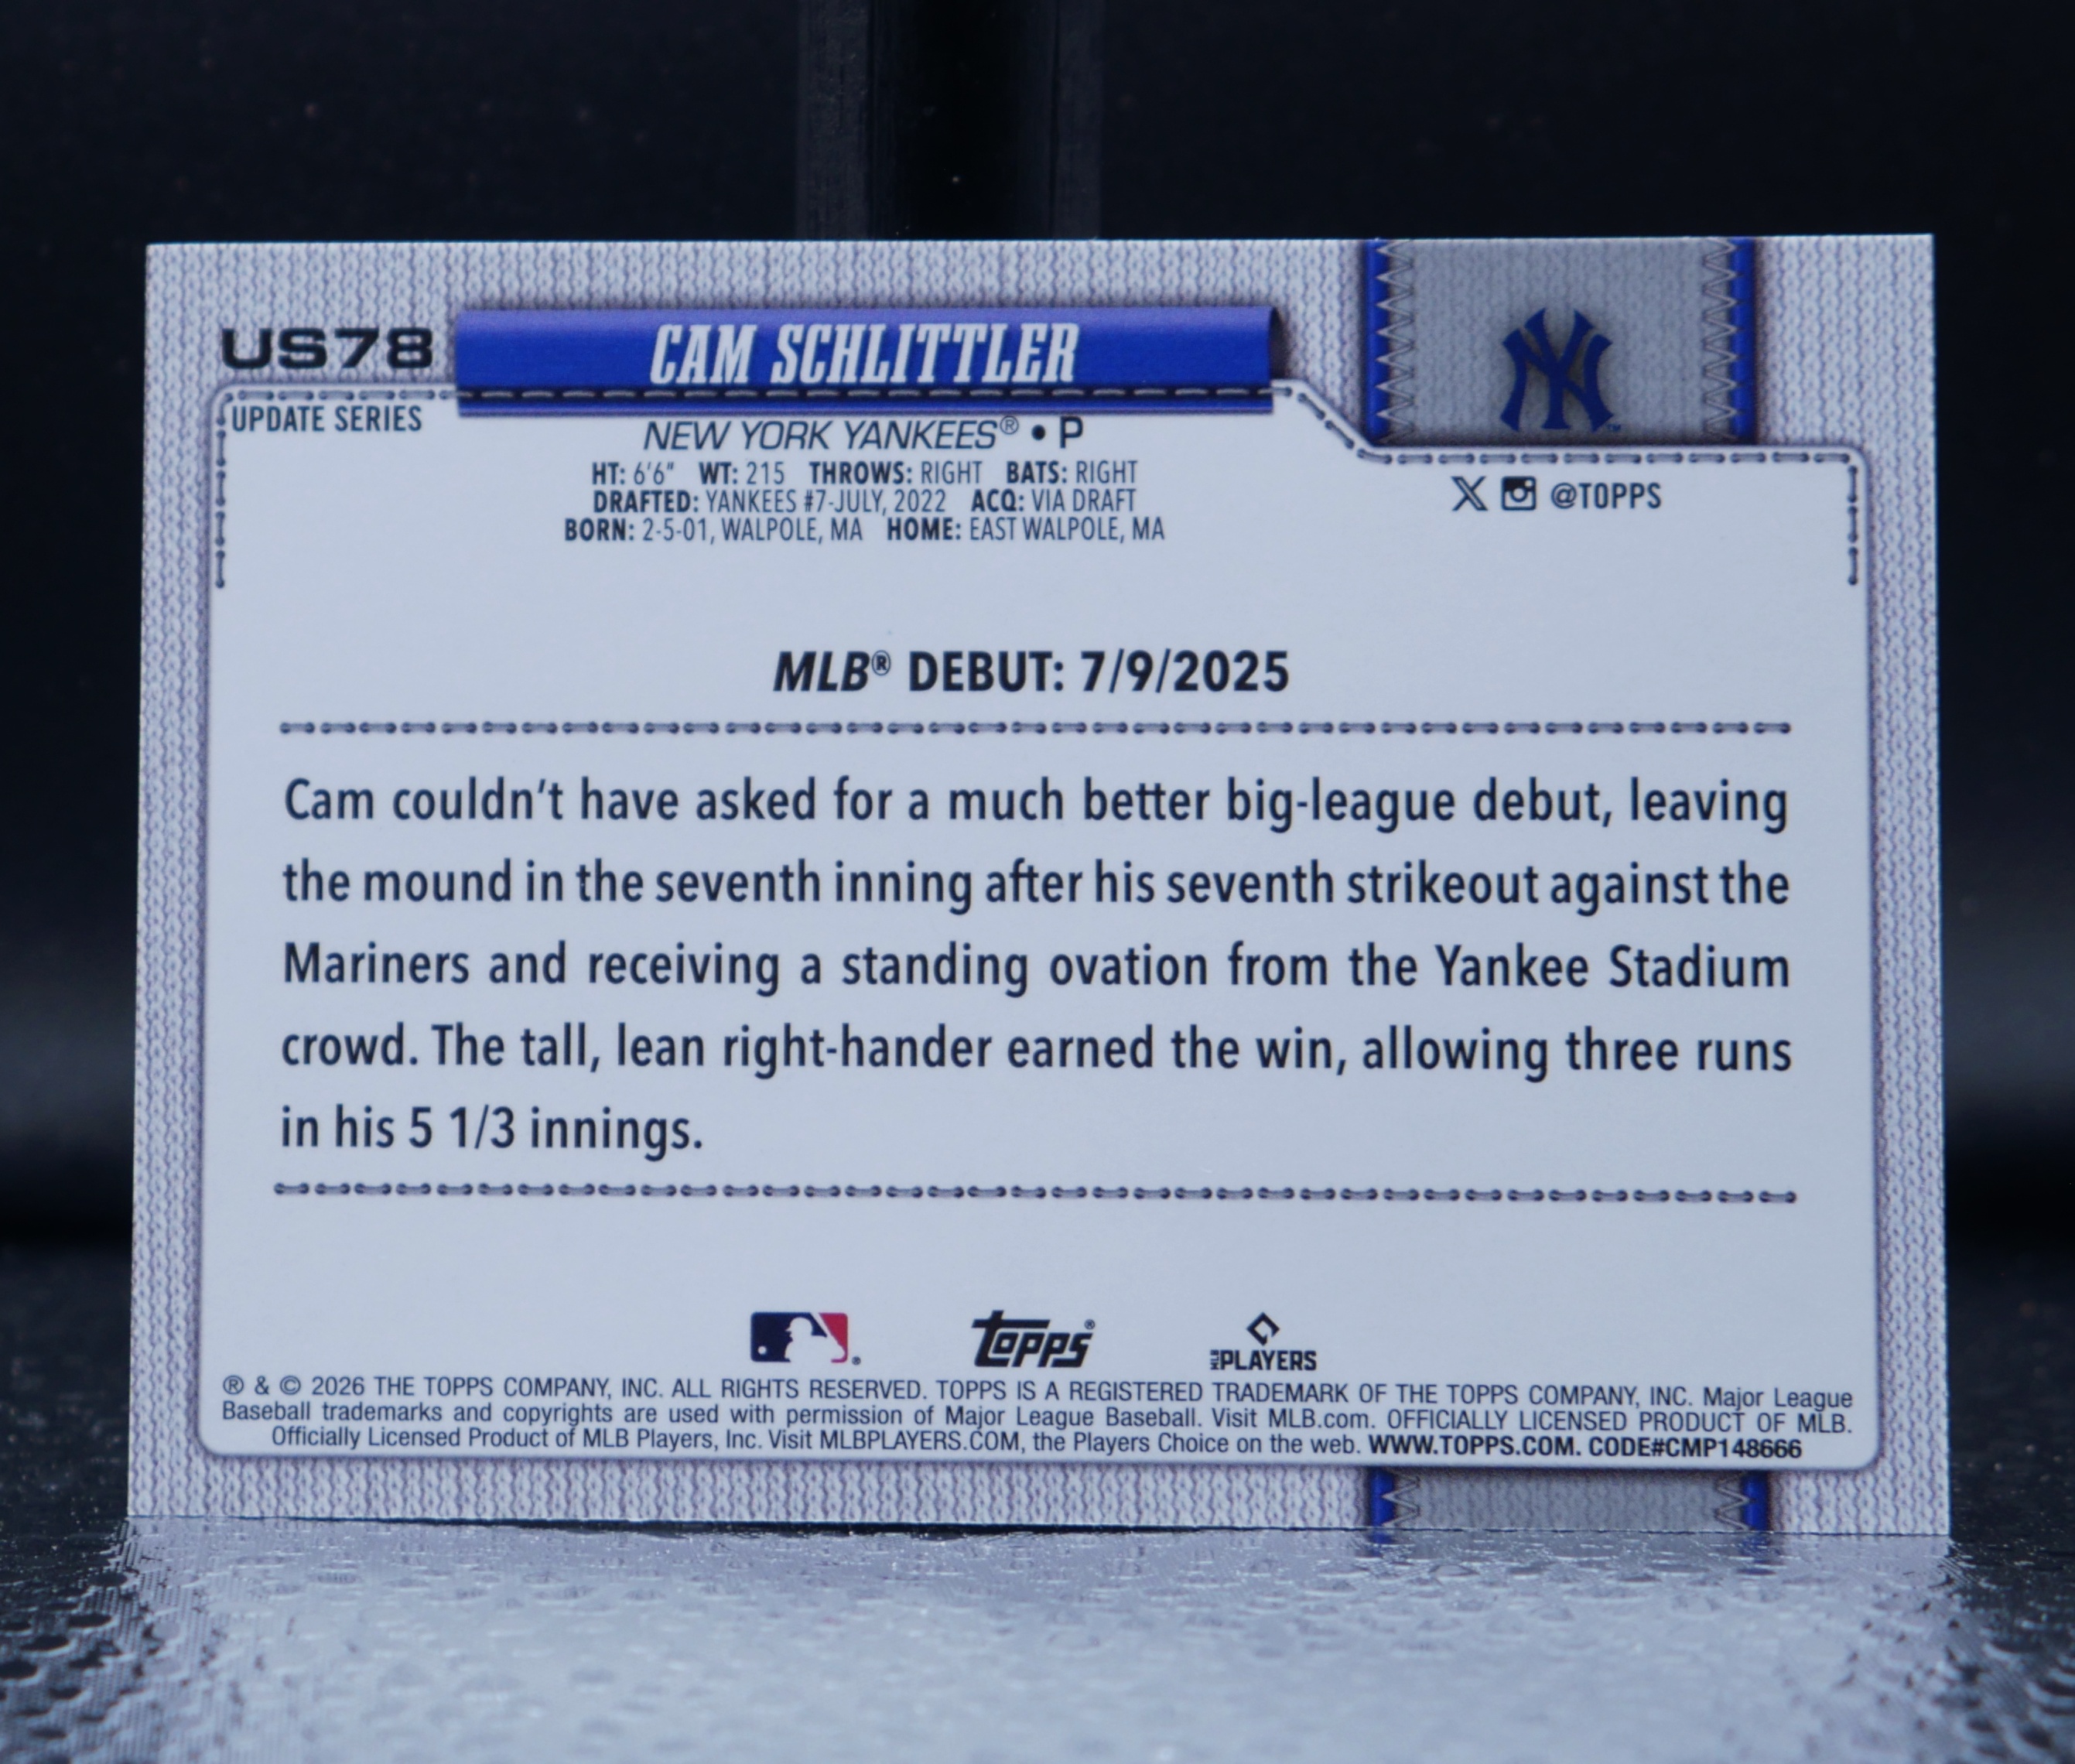 US78
CAM SCHLITTLER
UPDATE SERIES
NEW YORK YANKEES® • P
HT: 6'6" WT: 215 THROWS: RIGHT BATS: RIGHT
DRAFTED: YANKEES #7-JULY, 2022 ACQ: VIA DRAFT
BORN: 2-5-01, WALPOLE, MA HOME: EAST WALPOLE, MA
NY™
@TOPPS
MLB® DEBUT: 7/9/2025
Cam couldn't have asked for a much better big-league debut, leaving
the mound in the seventh inning after his seventh strikeout against the
Mariners and receiving a standing ovation from the Yankee Stadium
crowd. The tall, lean right-hander earned the win, allowing three runs
in his 5 1/3 innings.
Topps®
MLB PLAYERS
® & © 2026 THE TOPPS COMPANY, INC. ALL RIGHTS RESERVED. TOPPS IS A REGISTERED TRADEMARK OF THE TOPPS COMPANY, INC. Major League
Baseball trademarks and copyrights are used with permission of Major League Baseball. Visit MLB.com. OFFICIALLY LICENSED PRODUCT OF MLB.
Officially Licensed Product of MLB Players, Inc. Visit MLBPLAYERS.COM, the Players Choice on the web. WWW.TOPPS.COM. CODE#CMP148666